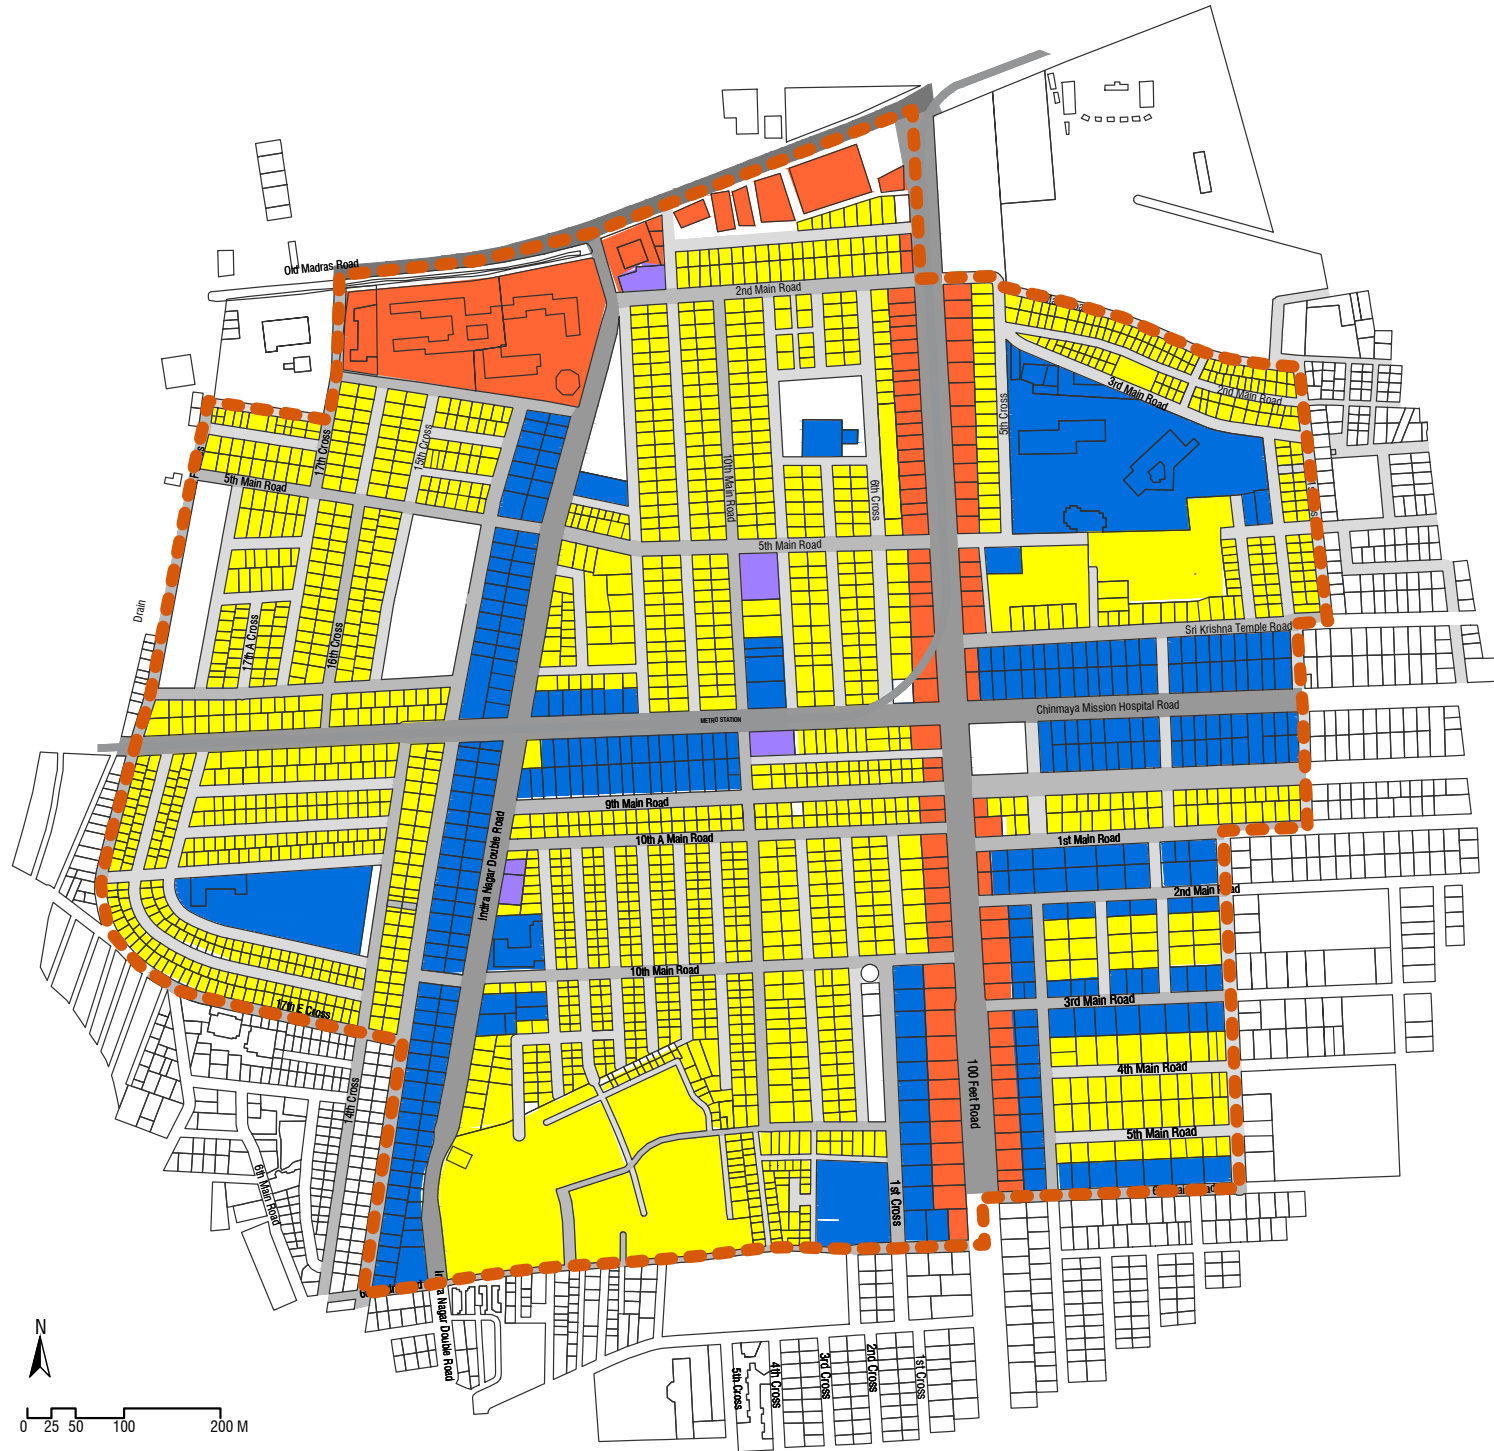 Old Madras Road
2nd Main Road
3rd Main Road
2nd Main Road
5th Cross
17th Cross
15th Cross
10th Main Road
6th Cross
5th Main Road
5th Main Road
Drain
17th A Cross
16th Cross
Sri Krishna Temple Road
METRO STATION
Chinmaya Mission Hospital Road
9th Main Road
10th A Main Road
1st Main Road
Indira Nagar Double Road
2nd Main Road
10th Main Road
3rd Main Road
17th E Cross
4th Main Road
100 Feet Road
14th Cross
5th Main Road
6th Main Road
1st Cross
Indira Nagar Double Road
N
5th Cross
4th Cross
3rd Cross
2nd Cross
1st Cross
0 25 50 100 200 M